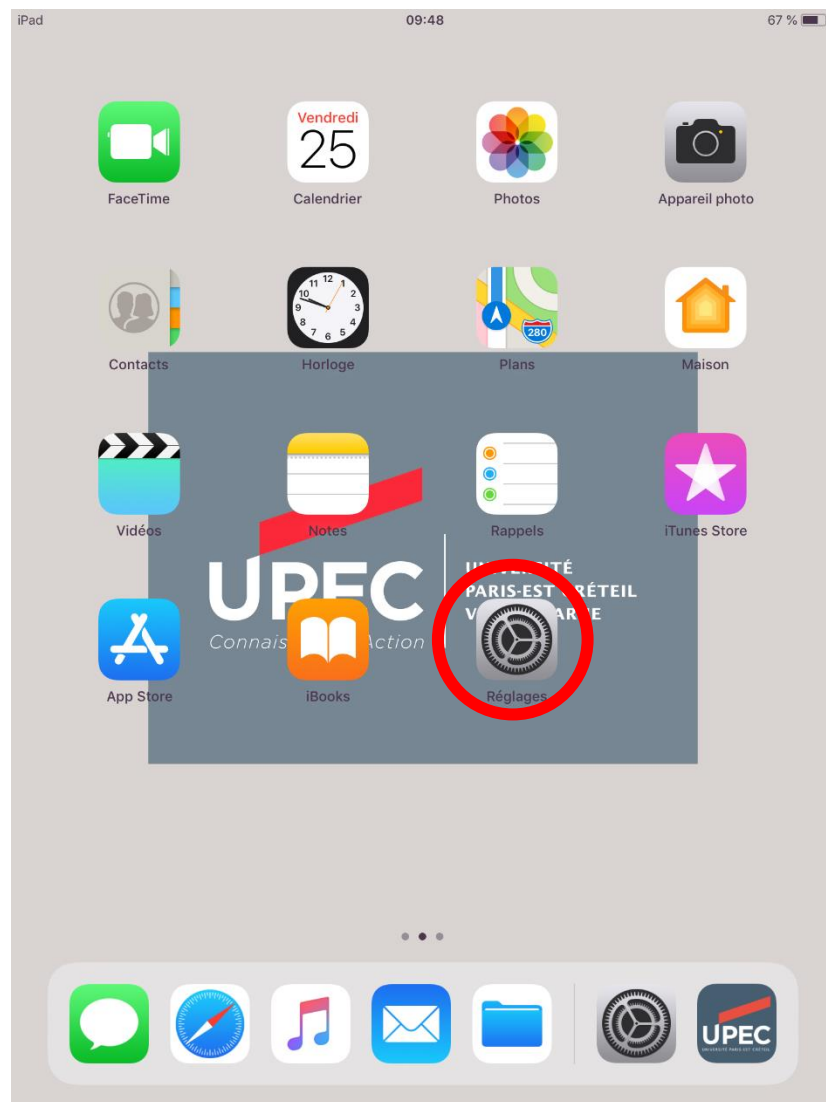 iPad 09:48 67 %
Vendredi
25
FaceTime Calendrier Photos Appareil photo
12
11 1
10 2
9 3
8 4
7 5
6
280
Contacts Horloge Plans Maison
Vidéos Notes Rappels iTunes Store
UPEC
PARIS-EST
Action
App Store iBooks Réglages
UPEC
UNIVERSITÉ PARIS-EST CRÉTEIL